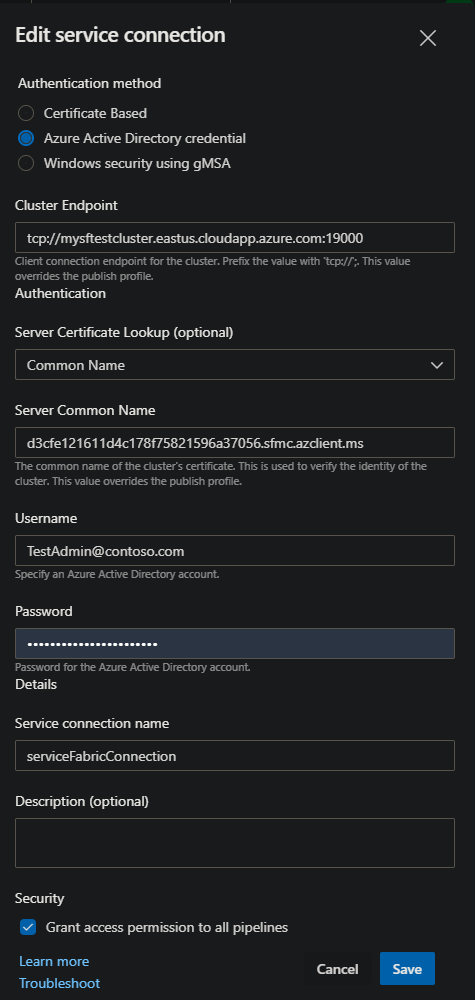 Edit service connection
Authentication method
Certificate Based
Azure Active Directory credential
Windows security using gMSA
Cluster Endpoint
tcp://mysftestcluster.eastus.cloudapp.azure.com:19000
Client connection endpoint for the cluster. Prefix the value with 'tcp://';. This value
overrides the publish profile.
Authentication
Server Certificate Lookup (optional)
Common Name
Server Common Name
d3cfe121611d4c178f75821596a37056.sfmc.azclient.ms
The common name of the cluster's certificate. This is used to verify the identity of the
cluster. This value overrides the publish profile.
Username
TestAdmin@contoso.com
Specify an Azure Active Directory account.
Password
•••••••••••••••••••••••
Password for the Azure Active Directory account.
Details
Service connection name
serviceFabricConnection
Description (optional)
Security
Grant access permission to all pipelines
Learn more
Troubleshoot
Cancel
Save